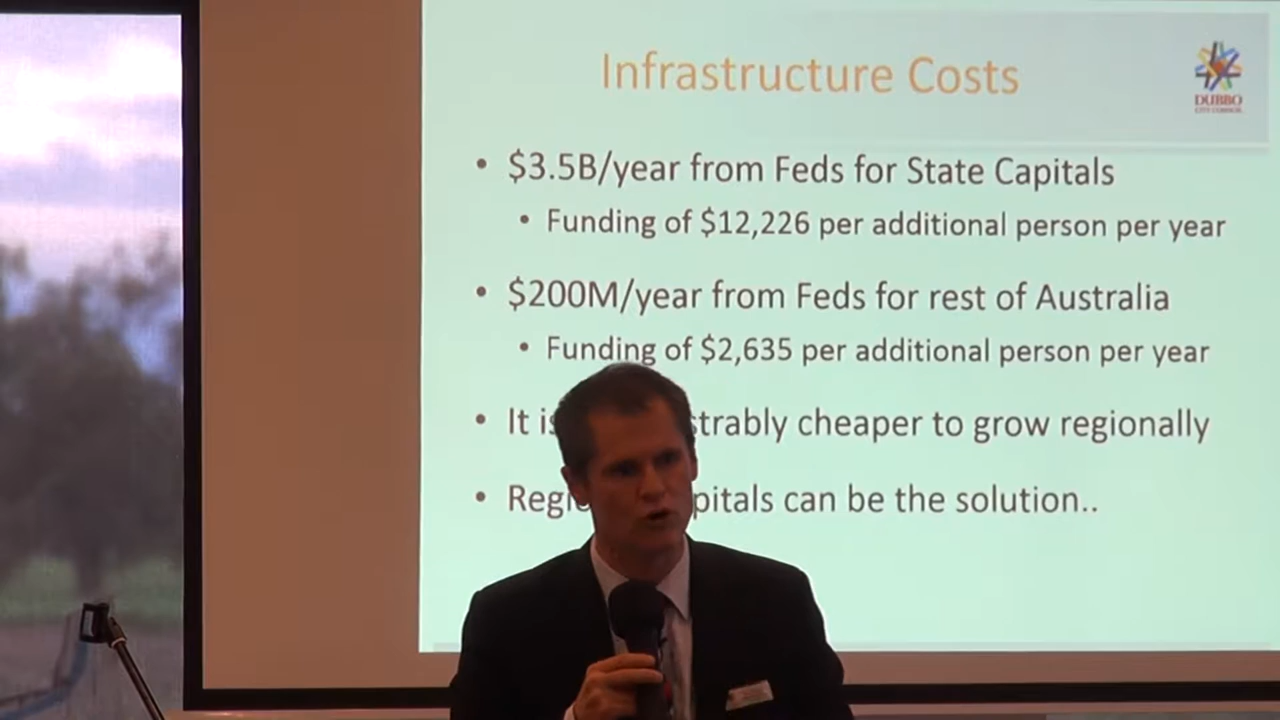 Infrastructure Costs
DUBBO
CITY COUNCIL
• $3.5B/year from Feds for State Capitals
• Funding of $12,226 per additional person per year
• $200M/year from Feds for rest of Australia
• Funding of $2,635 per additional person per year
• It is strably cheaper to grow regionally
• Regi pitals can be the solution..